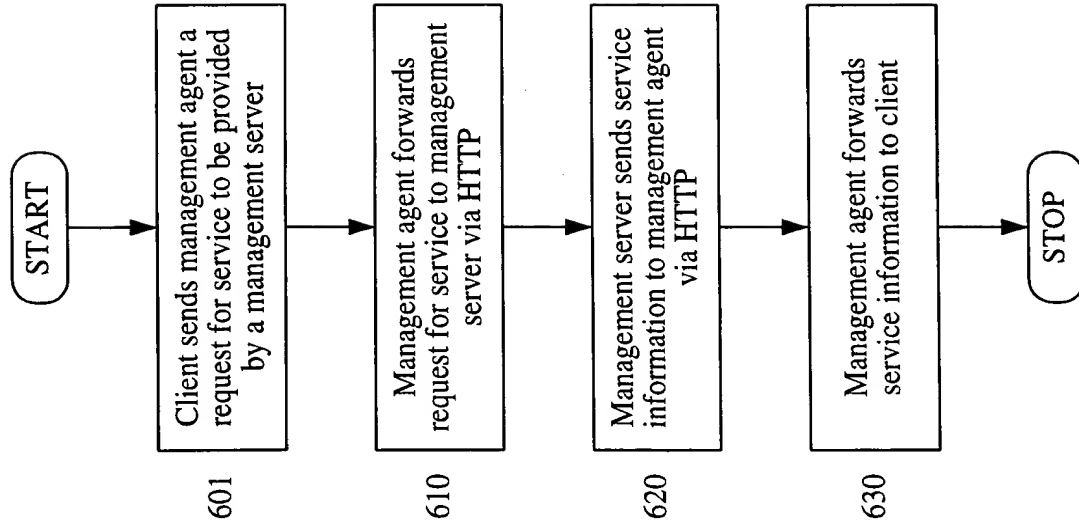 START
601
Client sends management agent a
request for service to be provided
by a management server
610
Management agent forwards
request for service to management
server via HTTP
620
Management server sends service
information to management agent
via HTTP
630
Management agent forwards
service information to client
STOP